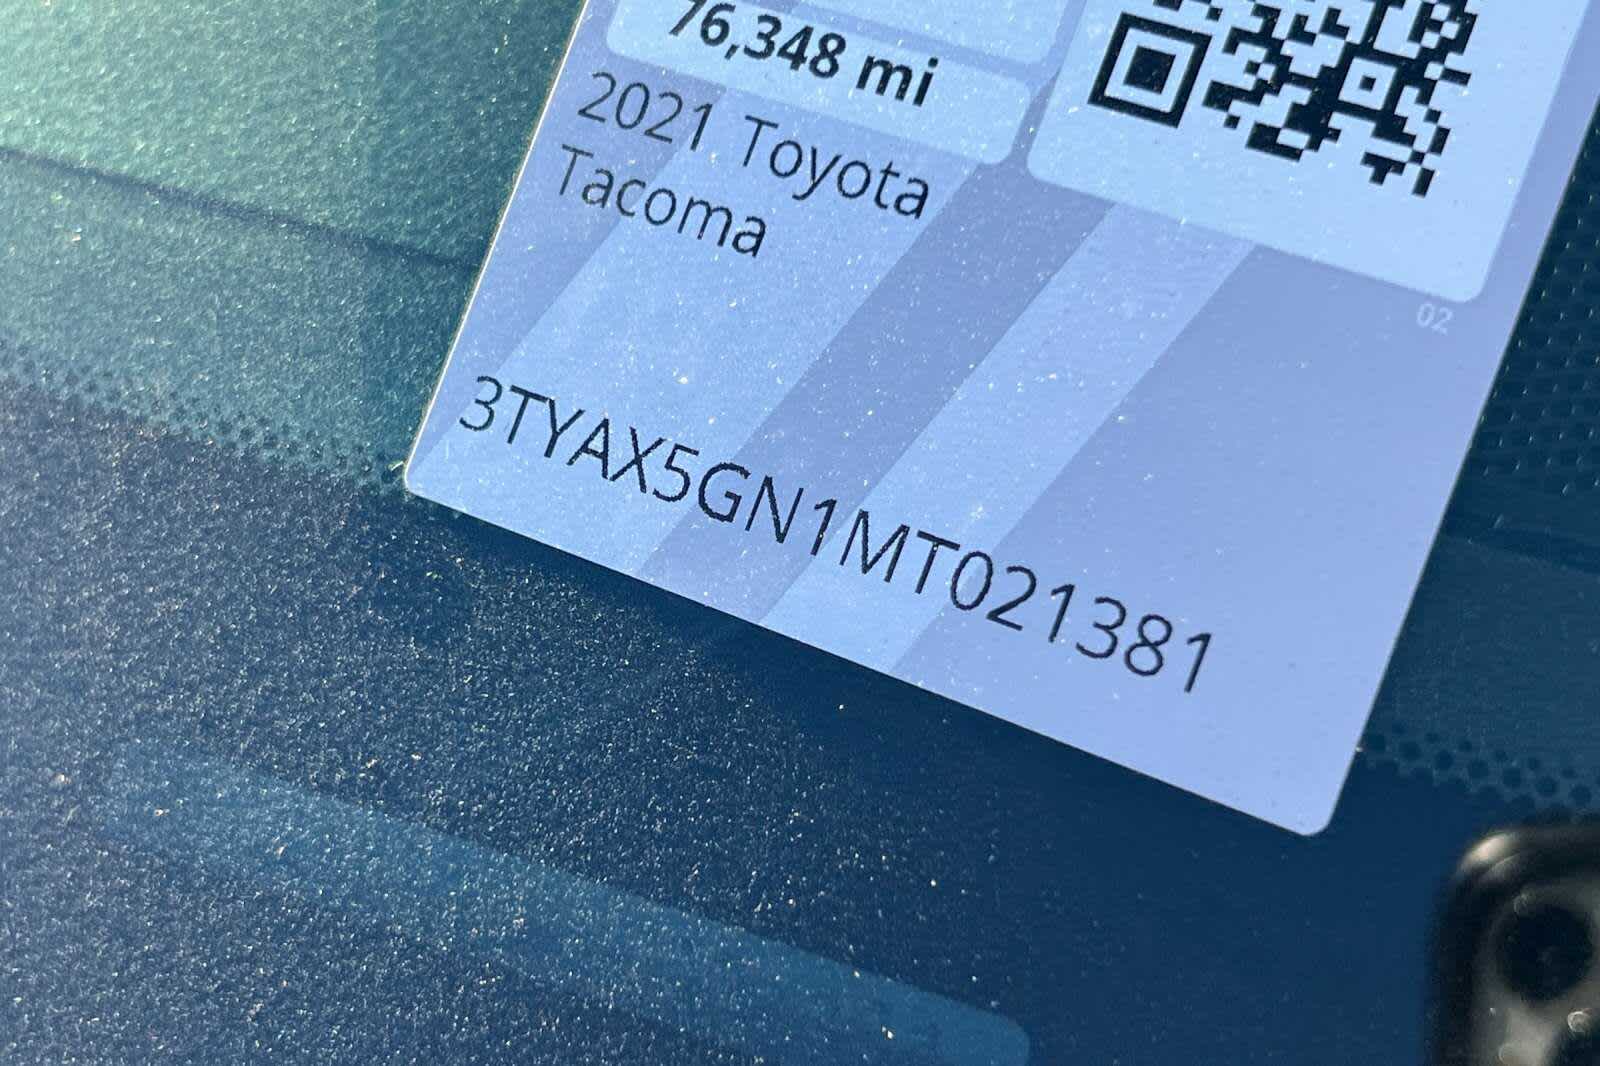 76,348 mi
2021 Toyota
Tacoma
02
3TYAX5GN1MT021381